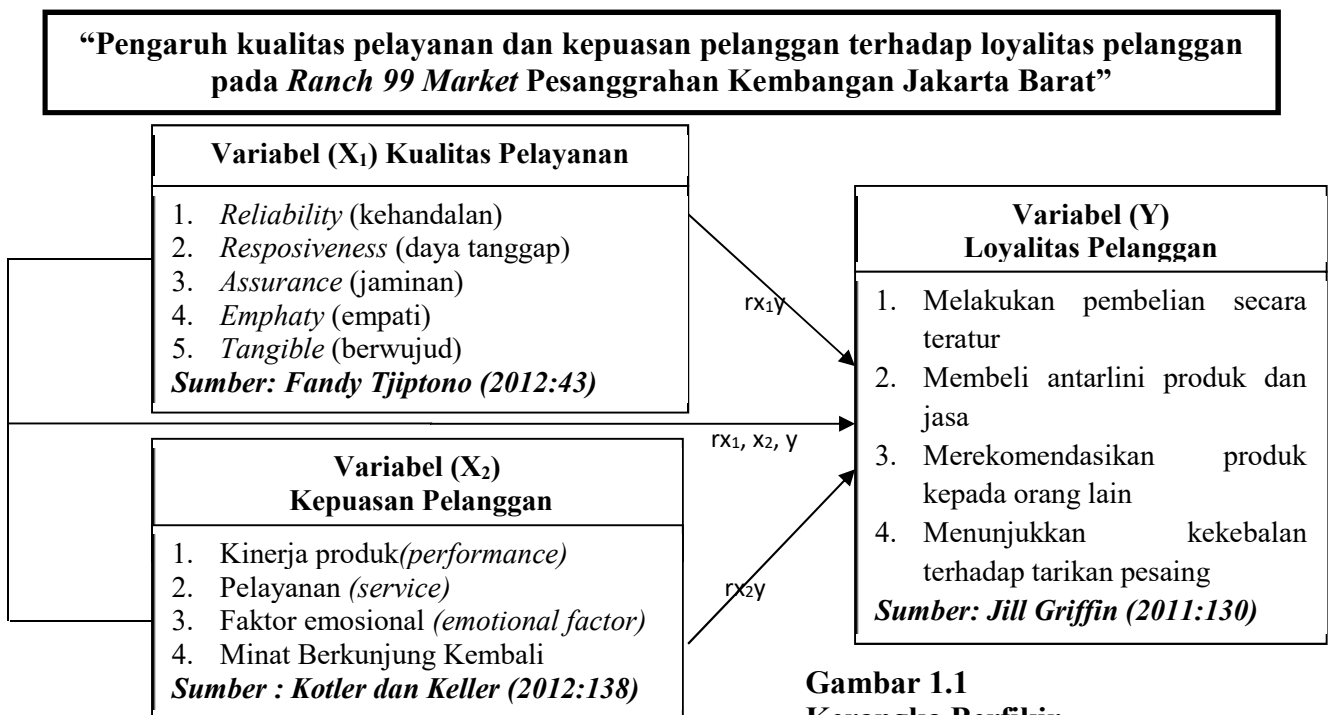 “Pengaruh kualitas pelayanan dan kepuasan pelanggan terhadap loyalitas pelanggan
pada Ranch 99 Market Pesanggrahan Kembangan Jakarta Barat”
Variabel (X₁) Kualitas Pelayanan
1. Reliability (kehandalan)
2. Resposiveness (daya tanggap)
3. Assurance (jaminan)
4. Emphaty (empati)
5. Tangible (berwujud)
Sumber: Fandy Tjiptono (2012:43)
rx₁y
rx₁, x₂, y
Variabel (X₂)
Kepuasan Pelanggan
1. Kinerja produk(performance)
2. Pelayanan (service)
3. Faktor emosional (emotional factor)
4. Minat Berkunjung Kembali
Sumber : Kotler dan Keller (2012:138)
rx₂y
Variabel (Y)
Loyalitas Pelanggan
1. Melakukan pembelian secara
teratur
2. Membeli antarlini produk dan
jasa
3. Merekomendasikan produk
kepada orang lain
4. Menunjukkan kekebalan
terhadap tarikan pesaing
Sumber: Jill Griffin (2011:130)
Gambar 1.1
Kerangka Berfikir